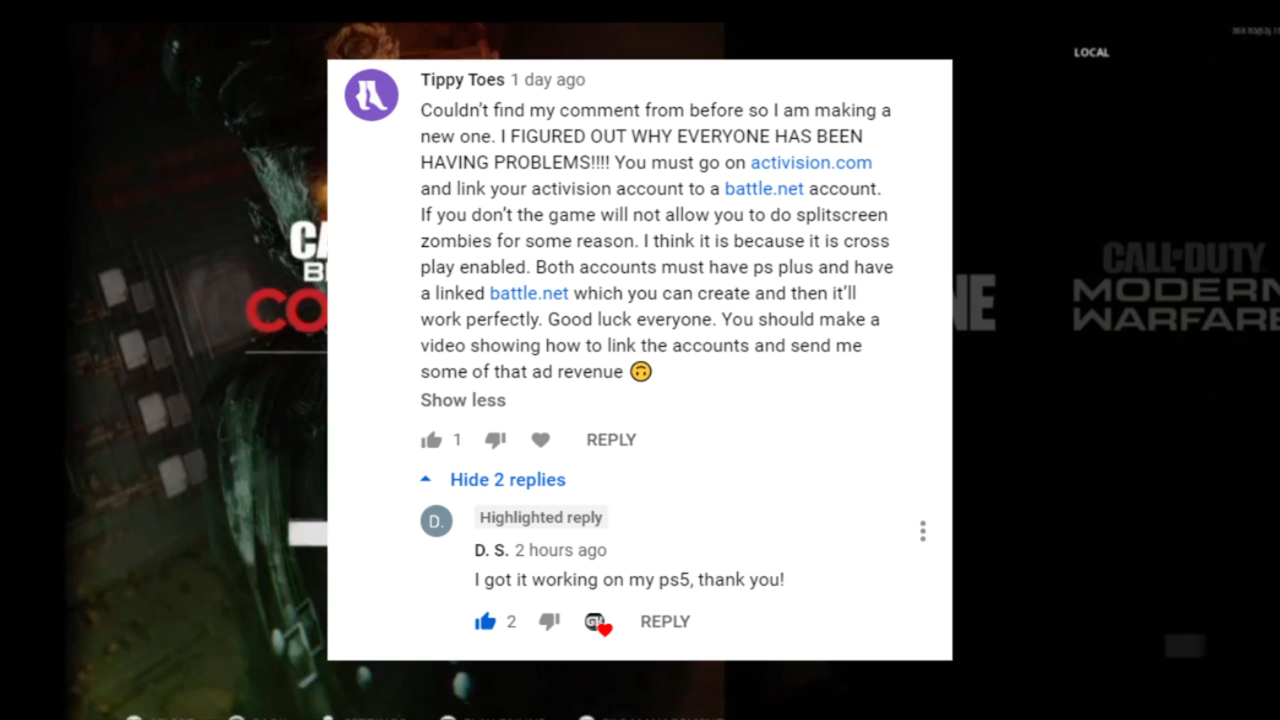 LOCAL
Tippy Toes 1 day ago
Couldn't find my comment from before so I am making a
new one. I FIGURED OUT WHY EVERYONE HAS BEEN
HAVING PROBLEMS!!!! You must go on activision.com
and link your activision account to a battle.net account.
If you don't the game will not allow you to do splitscreen
zombies for some reason. I think it is because it is cross
play enabled. Both accounts must have ps plus and have
a linked battle.net which you can create and then it'll
work perfectly. Good luck everyone. You should make a
video showing how to link the accounts and send me
some of that ad revenue 🙃
Show less
1 REPLY
Hide 2 replies
D.
Highlighted reply
D. S. 2 hours ago
I got it working on my ps5, thank you!
2 REPLY
CALL OF DUTY
MODERN
WARFARE